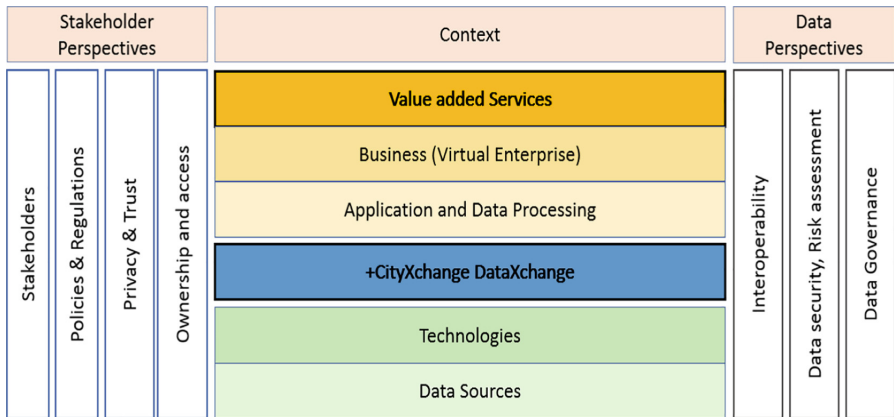 Stakeholder
Perspectives
Context
Data
Perspectives
Stakeholders
Policies & Regulations
Privacy & Trust
Ownership and access
Value added Services
Business (Virtual Enterprise)
Application and Data Processing
+CityXchange DataXchange
Technologies
Data Sources
Interoperability
Data security, Risk assessment
Data Governance